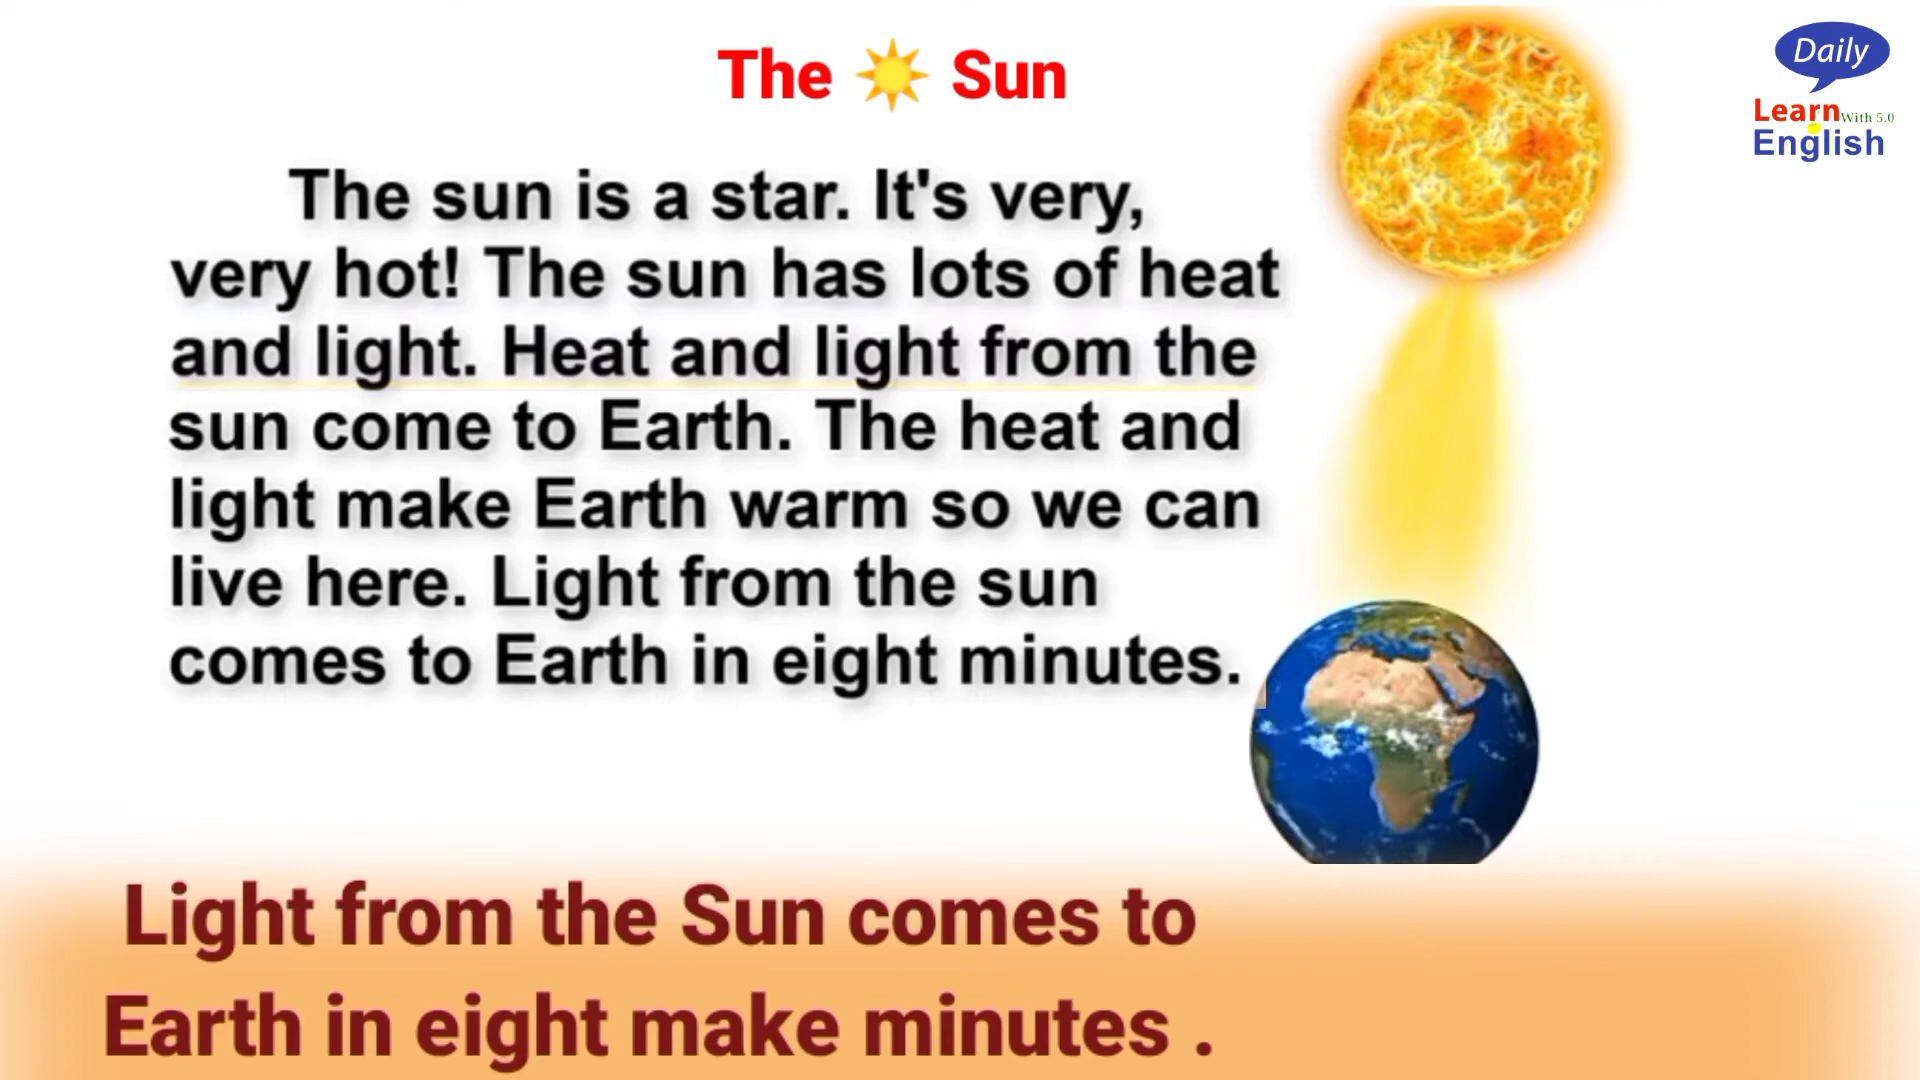 The ☀ Sun
Daily
Learn With 5.0
English
The sun is a star. It's very,
very hot! The sun has lots of heat
and light. Heat and light from the
sun come to Earth. The heat and
light make Earth warm so we can
live here. Light from the sun
comes to Earth in eight minutes.
Light from the Sun comes to
Earth in eight make minutes .